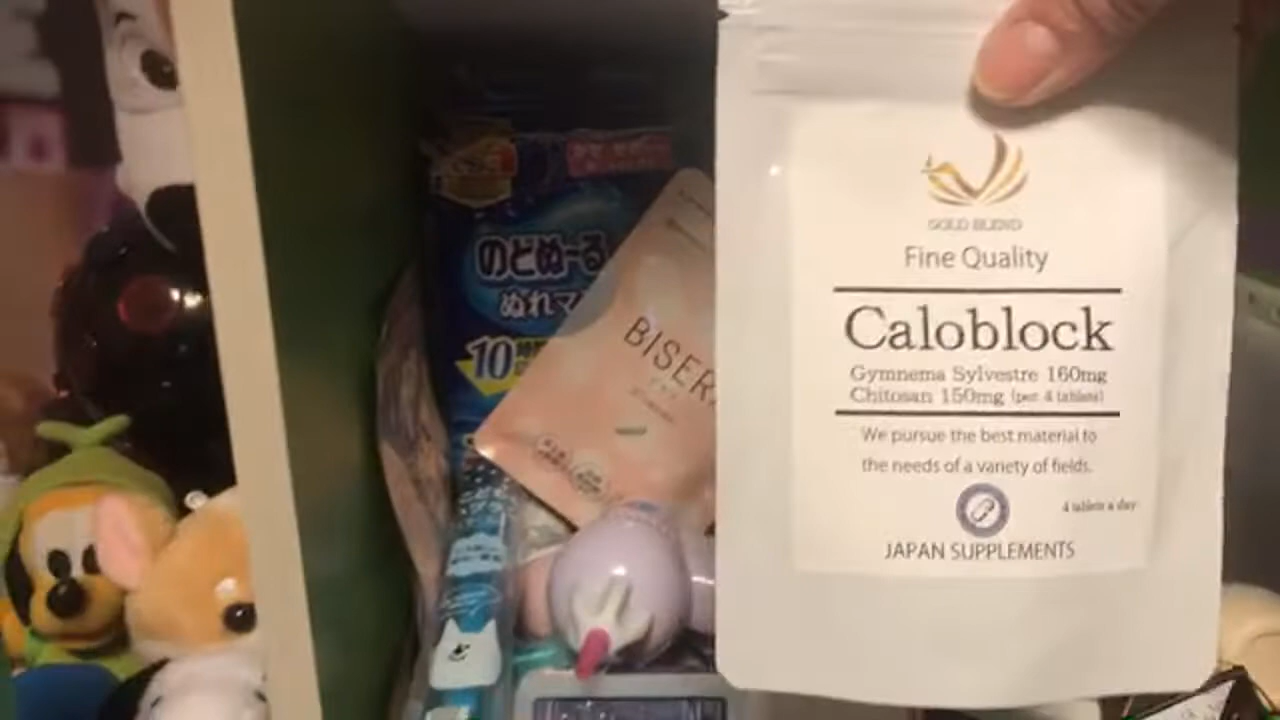 のどぬ〜る
ぬれマ
10
BISER
GOLD BLEND
Fine Quality
Caloblock
Gymnema Sylvestre 160mg
Chitosan 150mg (per 4 tablets)
We pursue the best material to
the needs of a variety of fields.
4 tablets a day
JAPAN SUPPLEMENTS